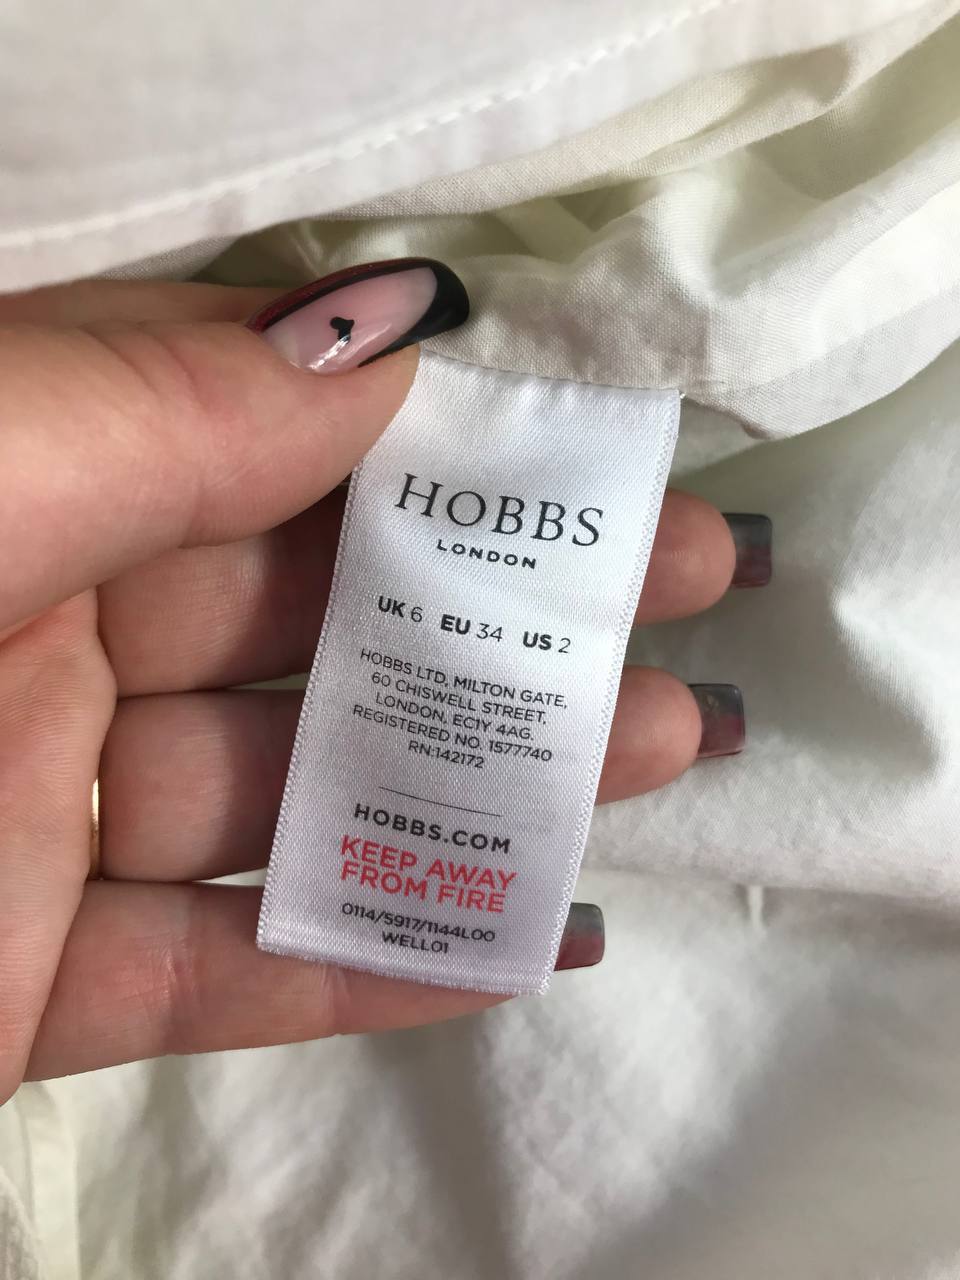 HOBBS
LONDON
UK 6 EU 34 US 2
HOBBS LTD, MILTON GATE,
60 CHISWELL STREET,
LONDON, EC1Y 4AG.
REGISTERED NO. 1577740
RN:142172
HOBBS.COM
KEEP AWAY
FROM FIRE
0114/5917/1144L00
WELL01